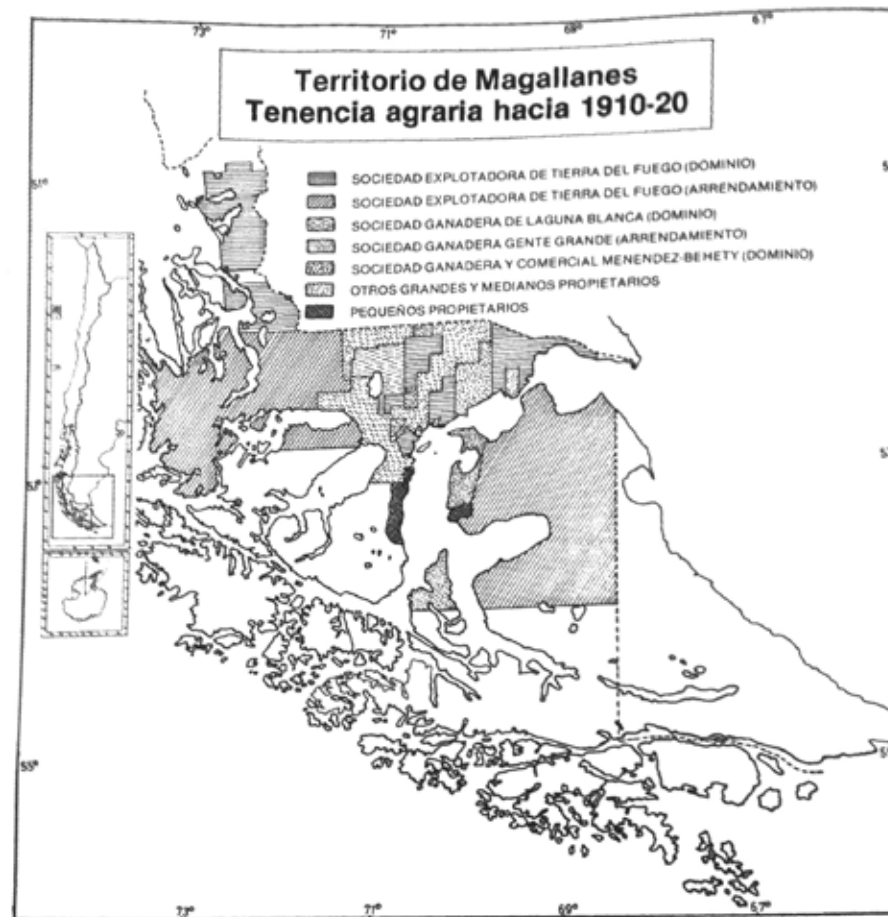 73°
71°
67°
Territorio de Magallanes
Tenencia agraria hacia 1910-20
51°
SOCIEDAD EXPLOTADORA DE TIERRA DEL FUEGO (DOMINIO)
SOCIEDAD EXPLOTADORA DE TIERRA DEL FUEGO (ARRENDAMIENTO)
SOCIEDAD GANADERA DE LAGUNA BLANCA (DOMINIO)
SOCIEDAD GANADERA GENTE GRANDE (ARRENDAMIENTO)
SOCIEDAD GANADERA Y COMERCIAL MENENDEZ-BEHETY (DOMINIO)
OTROS GRANDES Y MEDIANOS PROPIETARIOS
PEQUEÑOS PROPIETARIOS
55°
73°
71°
69°
67°